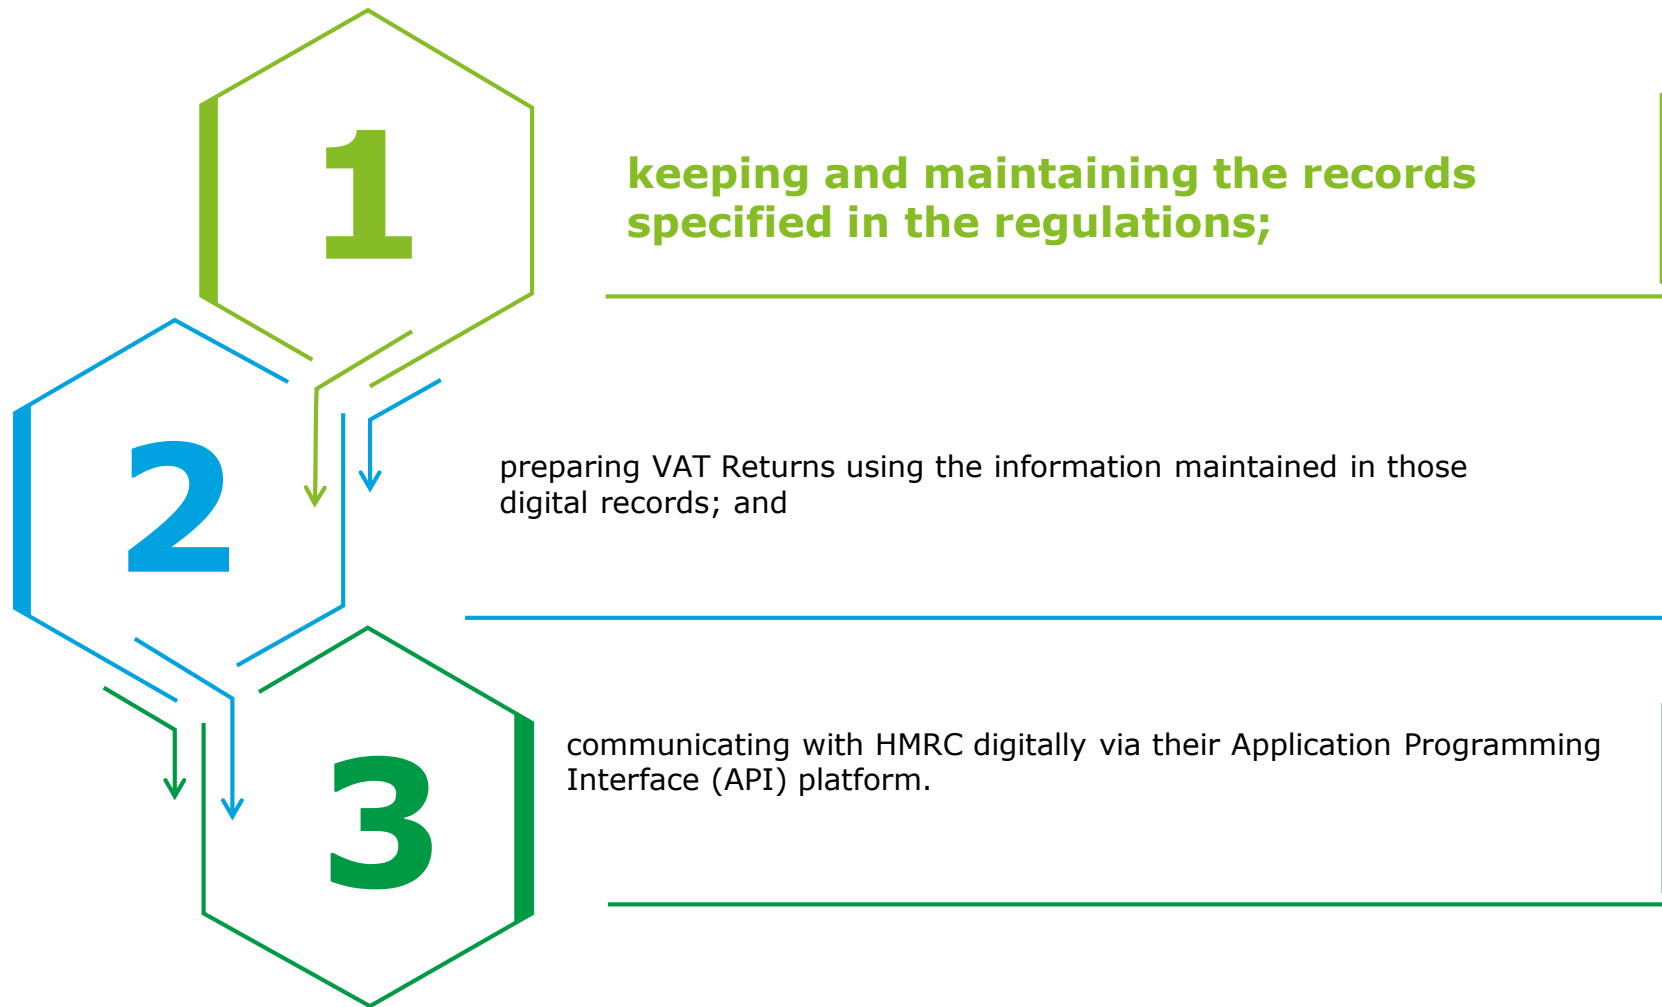 1
keeping and maintaining the records
specified in the regulations;
2
preparing VAT Returns using the information maintained in those
digital records; and
3
communicating with HMRC digitally via their Application Programming
Interface (API) platform.